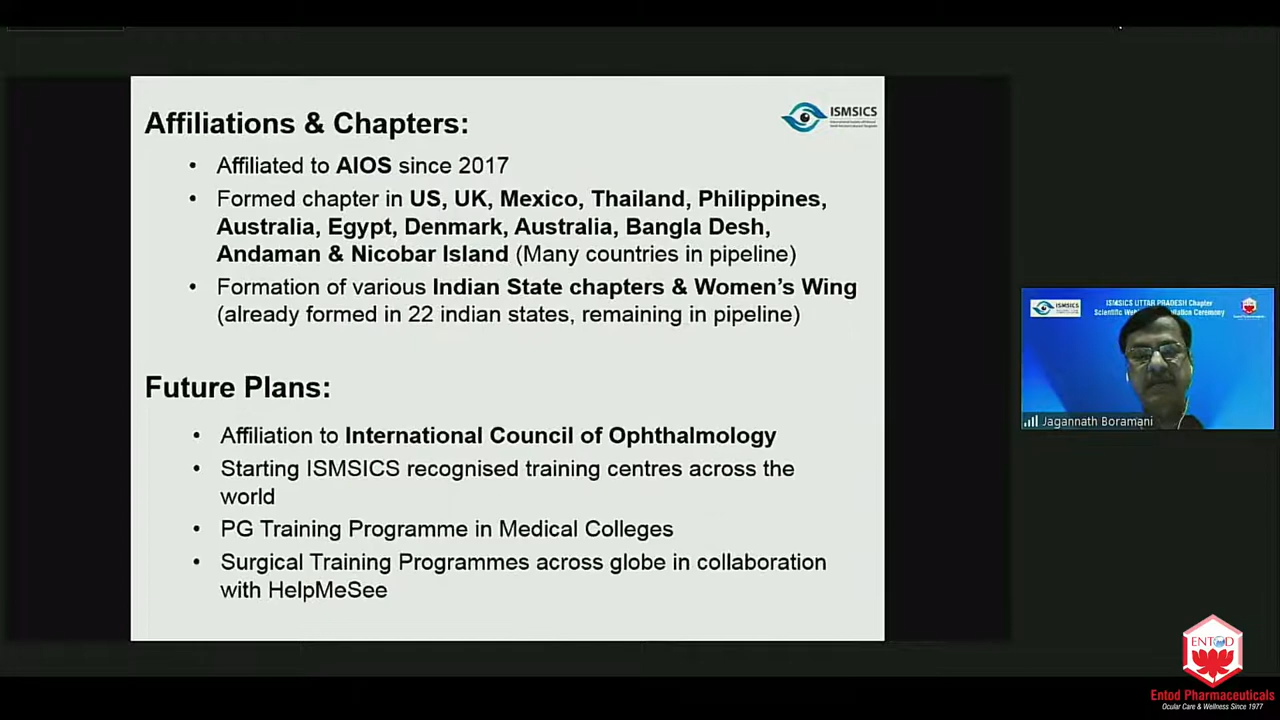 Affiliations & Chapters:
ISMSICS
• Affiliated to AIOS since 2017
• Formed chapter in US, UK, Mexico, Thailand, Philippines,
Australia, Egypt, Denmark, Australia, Bangla Desh,
Andaman & Nicobar Island (Many countries in pipeline)
• Formation of various Indian State chapters & Women's Wing
(already formed in 22 indian states, remaining in pipeline)
Future Plans:
• Affiliation to International Council of Ophthalmology
• Starting ISMSICS recognised training centres across the
world
• PG Training Programme in Medical Colleges
• Surgical Training Programmes across globe in collaboration
with HelpMeSee
ISMSICS
ISMSICS UTTAR PRADESH Chapter
Scientific Ceremony
Jagannath Boramani
ENTOD
Entod Pharmaceuticals
Ocular Care & Wellness Since 1977